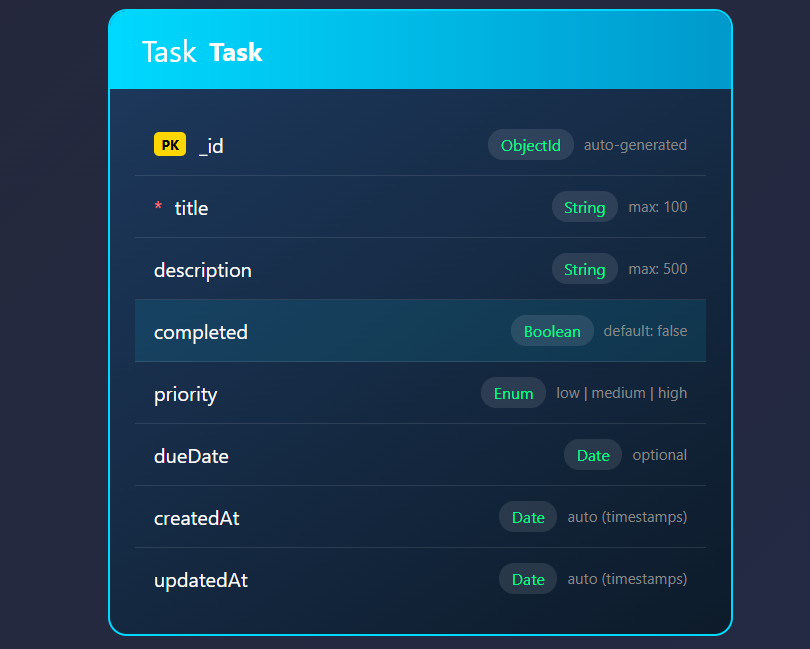 Task Task
PK _id ObjectId auto-generated
* title String max: 100
description String max: 500
completed Boolean default: false
priority Enum low | medium | high
dueDate Date optional
createdAt Date auto (timestamps)
updatedAt Date auto (timestamps)